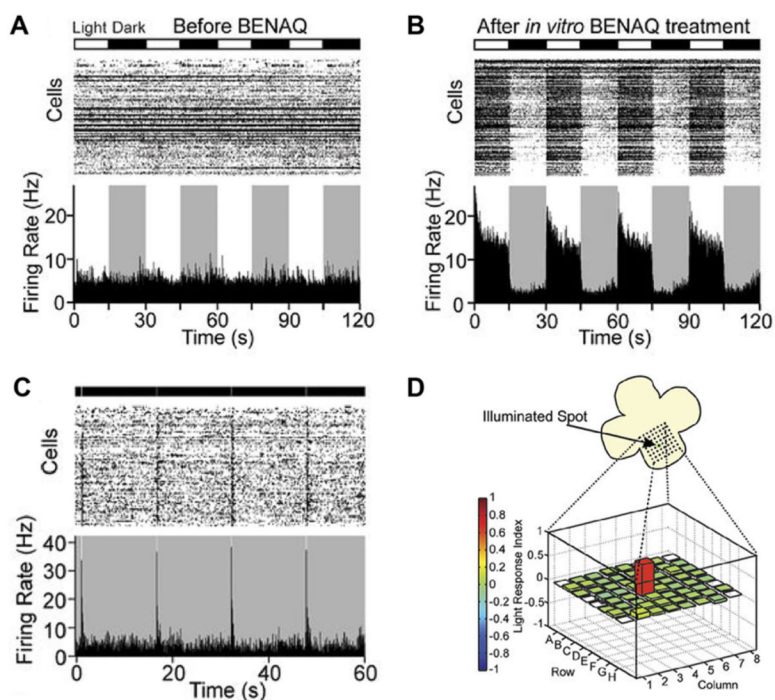 A
Light Dark Before BENAQ
Cells
Firing Rate (Hz)
20
10
0
0 30 60 90 120
Time (s)
B
After in vitro BENAQ treatment
Cells
Firing Rate (Hz)
20
10
0
0 30 60 90 120
Time (s)
C
Cells
Firing Rate (Hz)
40
30
20
10
0
0 20 40 60
Time (s)
D
Illuminated Spot
1
0.8
0.6
0.4
0.2
0
-0.2
-0.4
-0.6
-0.8
-1
Light Response Index
1
0.5
0
-0.5
-1
A
B
C
D
E
F
G
H
Row
1 2 3 4 5 6 7 8
Column